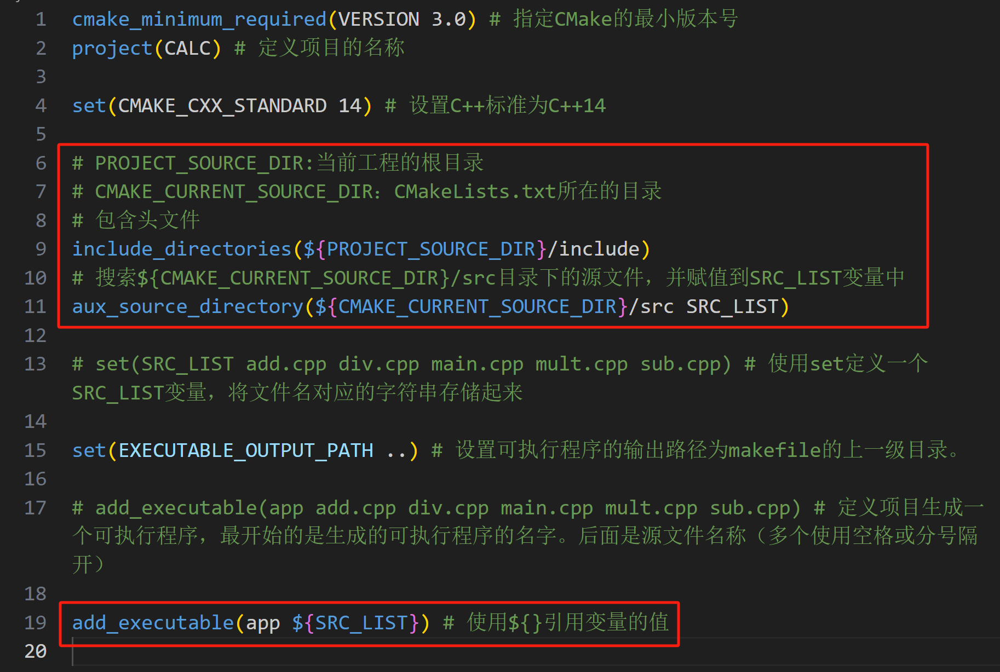 1 cmake_minimum_required(VERSION 3.0) # 指定CMake的最小版本号
2 project(CALC) # 定义项目的名称
3
4 set(CMAKE_CXX_STANDARD 14) # 设置C++标准为C++14
5
6 # PROJECT_SOURCE_DIR:当前工程的根目录
7 # CMAKE_CURRENT_SOURCE_DIR：CMakeLists.txt所在的目录
8 # 包含头文件
9 include_directories(${PROJECT_SOURCE_DIR}/include)
10 # 搜索${CMAKE_CURRENT_SOURCE_DIR}/src目录下的源文件，并赋值到SRC_LIST变量中
11 aux_source_directory(${CMAKE_CURRENT_SOURCE_DIR}/src SRC_LIST)
12
13 # set(SRC_LIST add.cpp div.cpp main.cpp mult.cpp sub.cpp) # 使用set定义一个
SRC_LIST变量，将文件名对应的字符串存储起来
14
15 set(EXECUTABLE_OUTPUT_PATH ..) # 设置可执行程序的输出路径为makefile的上一级目录。
16
17 # add_executable(app add.cpp div.cpp main.cpp mult.cpp sub.cpp) # 定义项目生成一
个可执行程序，最开始的是生成的可执行程序的名字。后面是源文件名称（多个使用空格或分号隔
开）
18
19 add_executable(app ${SRC_LIST}) # 使用${}引用变量的值
20